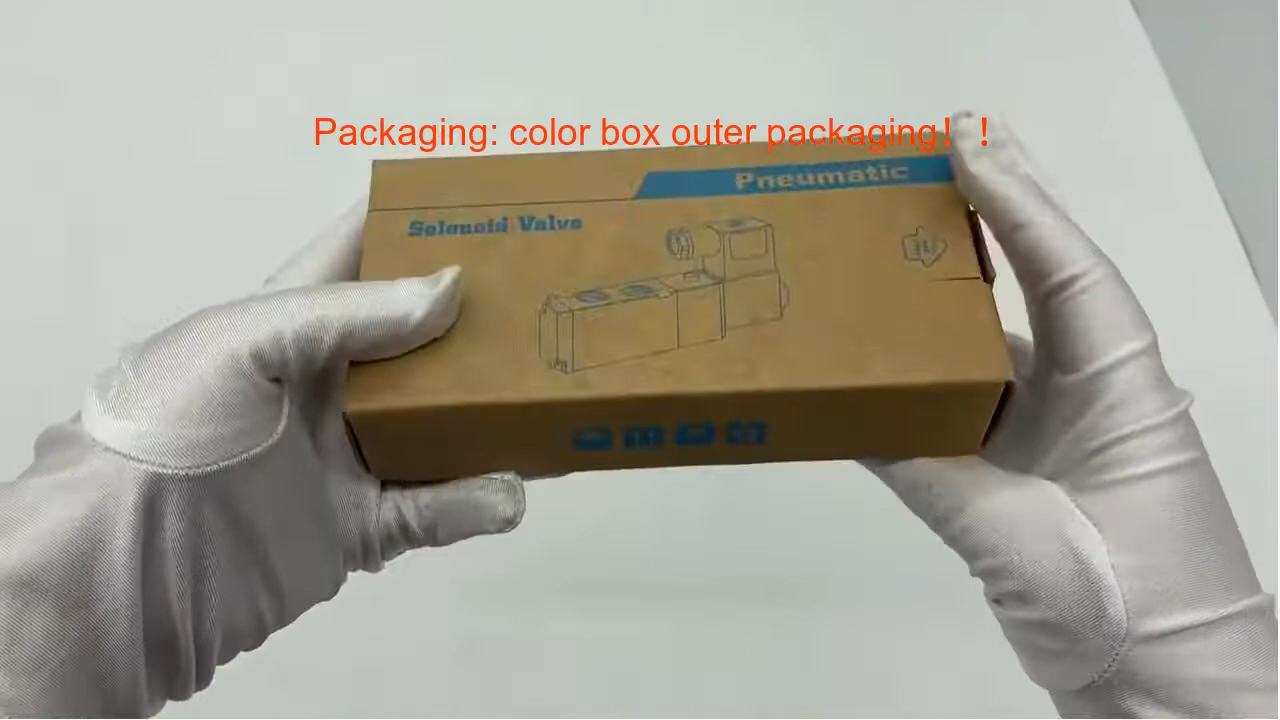 Packaging: color box outer packaging！！
Pneumatic
Solenoid Valve